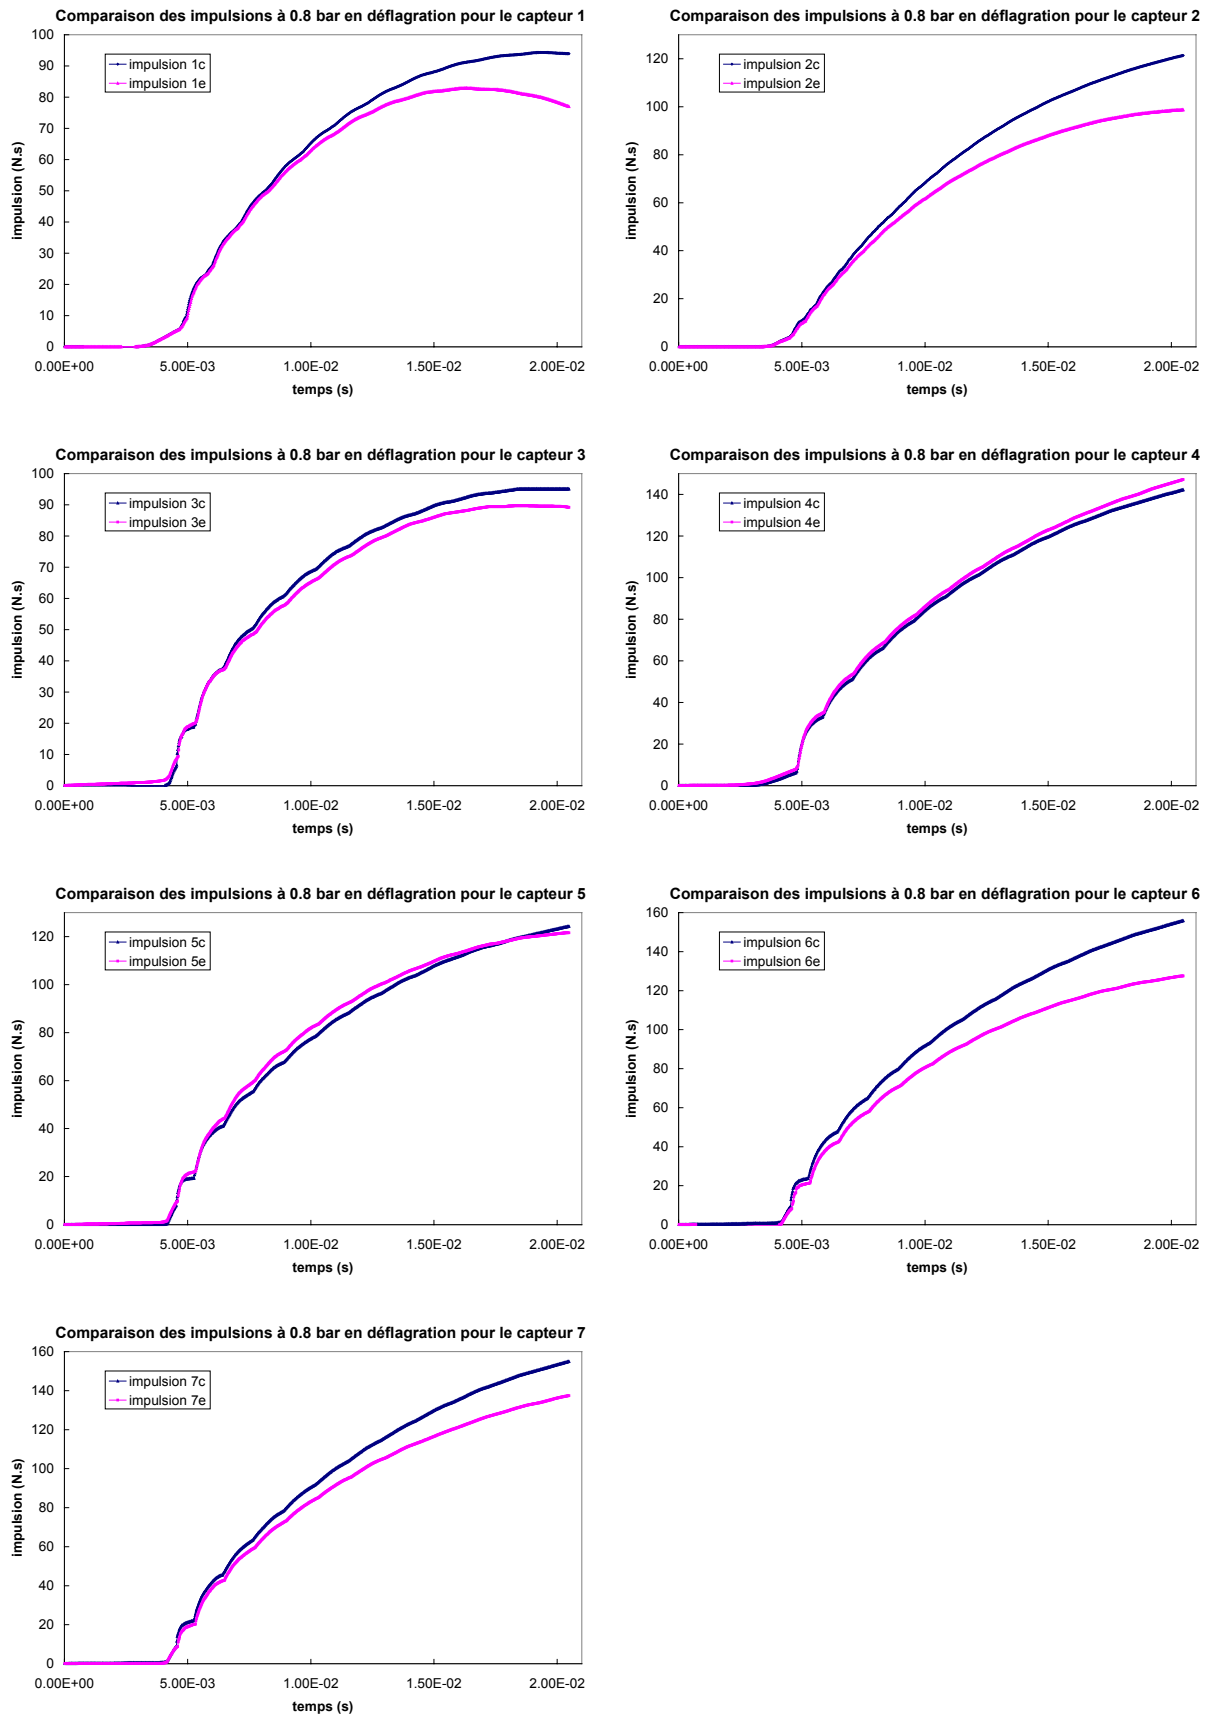 Comparaison des impulsions à 0.8 bar en déflagration pour le capteur 1
100
90
80
70
60
50
40
30
20
10
0
impulsion (N.s)
impulsion 1c
impulsion 1e
0.00E+00 5.00E-03 1.00E-02 1.50E-02 2.00E-02
temps (s)
Comparaison des impulsions à 0.8 bar en déflagration pour le capteur 2
120
100
80
60
40
20
0
impulsion (N.s)
impulsion 2c
impulsion 2e
0.00E+00 5.00E-03 1.00E-02 1.50E-02 2.00E-02
temps (s)
Comparaison des impulsions à 0.8 bar en déflagration pour le capteur 3
100
90
80
70
60
50
40
30
20
10
0
impulsion (N.s)
impulsion 3c
impulsion 3e
0.00E+00 5.00E-03 1.00E-02 1.50E-02 2.00E-02
temps (s)
Comparaison des impulsions à 0.8 bar en déflagration pour le capteur 4
140
120
100
80
60
40
20
0
impulsion (N.s)
impulsion 4c
impulsion 4e
0.00E+00 5.00E-03 1.00E-02 1.50E-02 2.00E-02
temps (s)
Comparaison des impulsions à 0.8 bar en déflagration pour le capteur 5
120
100
80
60
40
20
0
impulsion (N.s)
impulsion 5c
impulsion 5e
0.00E+00 5.00E-03 1.00E-02 1.50E-02 2.00E-02
temps (s)
Comparaison des impulsions à 0.8 bar en déflagration pour le capteur 6
160
140
120
100
80
60
40
20
0
impulsion (N.s)
impulsion 6c
impulsion 6e
0.00E+00 5.00E-03 1.00E-02 1.50E-02 2.00E-02
temps (s)
Comparaison des impulsions à 0.8 bar en déflagration pour le capteur 7
160
140
120
100
80
60
40
20
0
impulsion (N.s)
impulsion 7c
impulsion 7e
0.00E+00 5.00E-03 1.00E-02 1.50E-02 2.00E-02
temps (s)